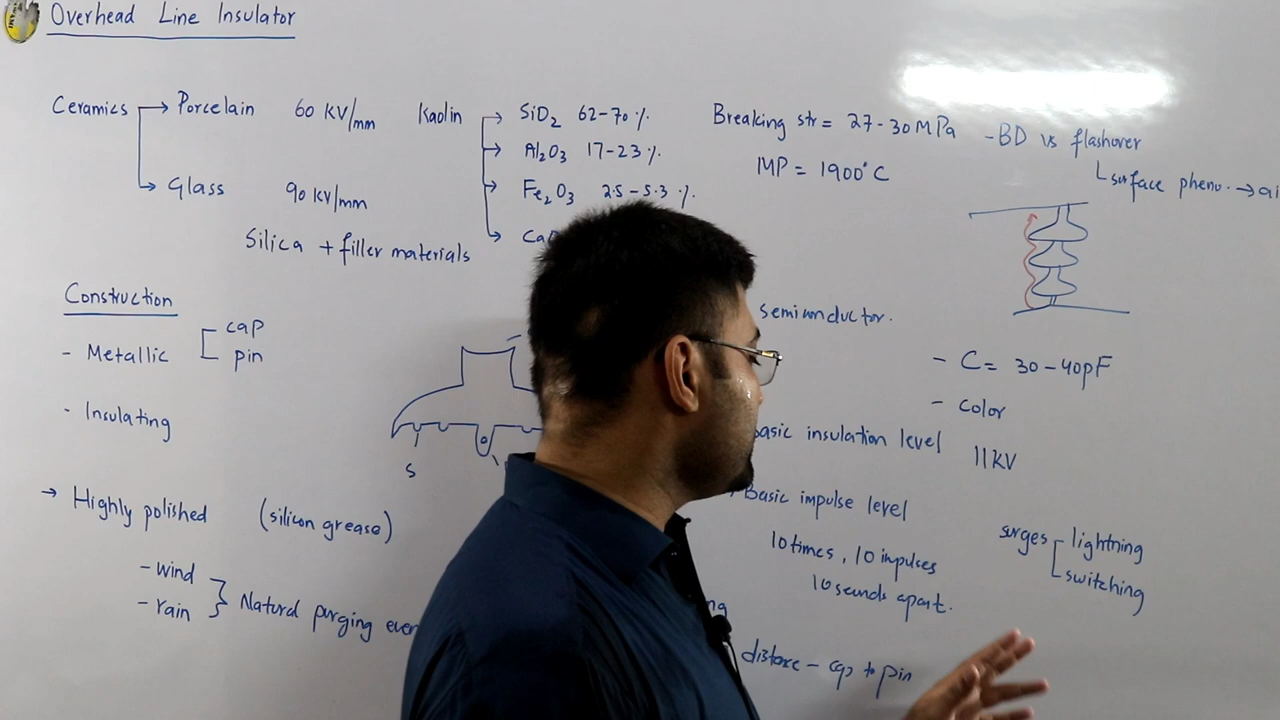 Overhead Line Insulator
Ceramics → Porcelain 60 KV/mm
→ Glass 90 KV/mm
Silica + filler materials
Kaolin → SiO2 62-70 %.
→ Al2O3 17-23 %.
→ Fe2O3 2.5-5.3 %.
Breaking str = 27-30 MPa
MP = 1900°C
- BD vs flashover
surface pheno. →
Construction
- Metallic cap
pin
- Insulating
S
semiconductor.
- C = 30-40pF
- color
basic insulation level 11KV
Basic impulse level
10 times, 10 impulses
10 seconds apart.
surges lightning
switching
→ Highly polished (silicon grease)
- wind
- rain } Natural purging
distance - cap to pin